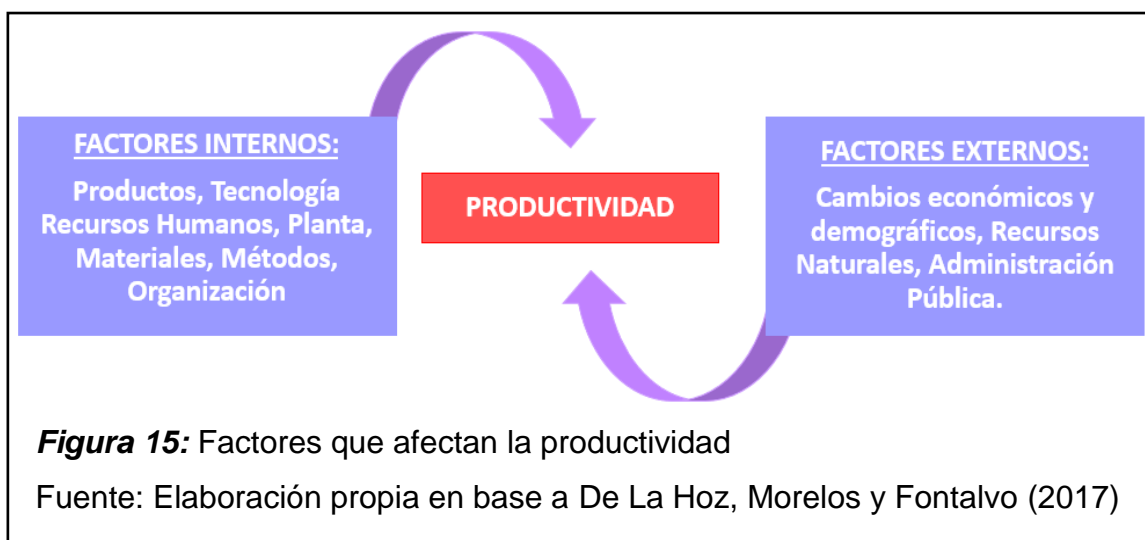 FACTORES INTERNOS:
Productos, Tecnología
Recursos Humanos, Planta,
Materiales, Métodos,
Organización
PRODUCTIVIDAD
FACTORES EXTERNOS:
Cambios económicos y
demográficos, Recursos
Naturales, Administración
Pública.
Figura 15: Factores que afectan la productividad
Fuente: Elaboración propia en base a De La Hoz, Morelos y Fontalvo (2017)